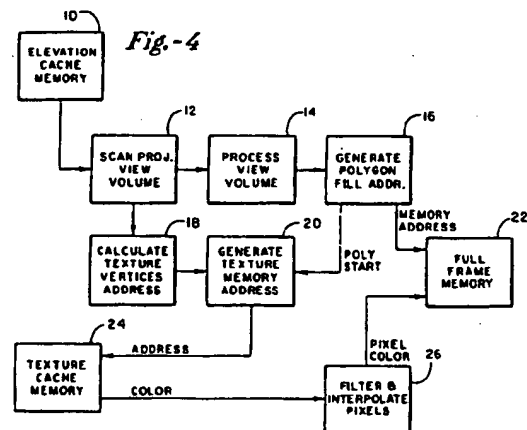 10
Fig.-4
ELEVATION
CACHE
MEMORY
12
14
16
SCAN PROJ.
VIEW
VOLUME
PROCESS
VIEW
VOLUME
GENERATE
POLYGON
FILL ADDR.
18
20
MEMORY
ADDRESS
22
CALCULATE
TEXTURE
VERTICES
ADDRESS
GENERATE
TEXTURE
MEMORY
ADDRESS
POLY
START
FULL
FRAME
MEMORY
24
ADDRESS
PIXEL
COLOR
26
TEXTURE
CACHE
MEMORY
COLOR
FILTER &
INTERPOLATE
PIXELS